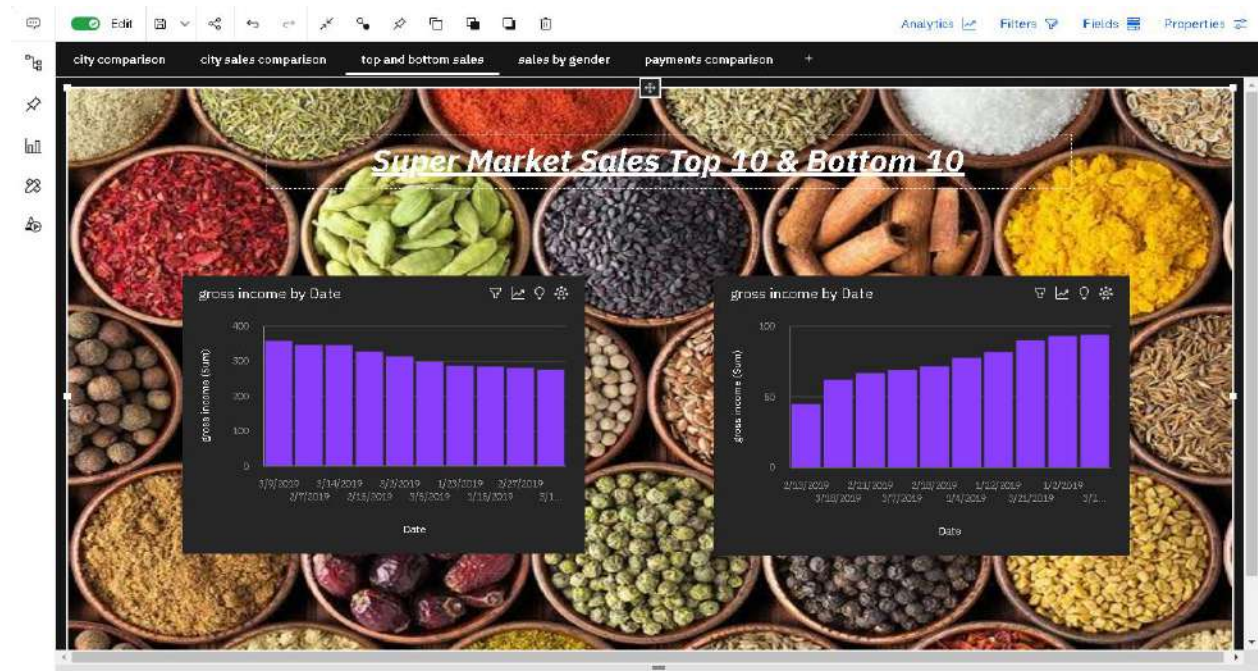 Edit
Analytics
Filters
Fields
Properties
city comparison
city sales comparison
top and bottom sales
sales by gender
payments comparison
+
Super Market Sales Top 10 & Bottom 10
gross income by Date
400
300
200
100
0
gross income (Sum)
3/9/2019 3/14/2019 3/2/2019 1/23/2019 2/27/2019
2/7/2019 2/15/2019 3/5/2019 1/15/2019 3/1...
Date
gross income by Date
100
50
0
gross income (Sum)
2/13/2019 2/21/2019 2/18/2019 1/22/2019 1/2/2019
3/18/2019 3/7/2019 1/4/2019 3/21/2019
Date